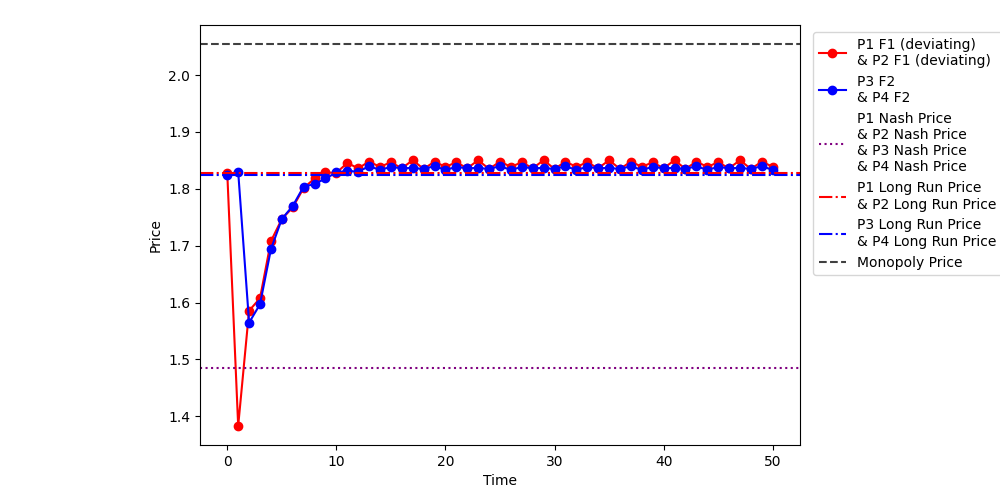 2.0
1.9
1.8
1.7
1.6
1.5
1.4
Price
0 10 20 30 40 50
Time
P1 F1 (deviating)
& P2 F1 (deviating)
P3 F2
& P4 F2
P1 Nash Price
& P2 Nash Price
& P3 Nash Price
& P4 Nash Price
P1 Long Run Price
& P2 Long Run Price
P3 Long Run Price
& P4 Long Run Price
Monopoly Price